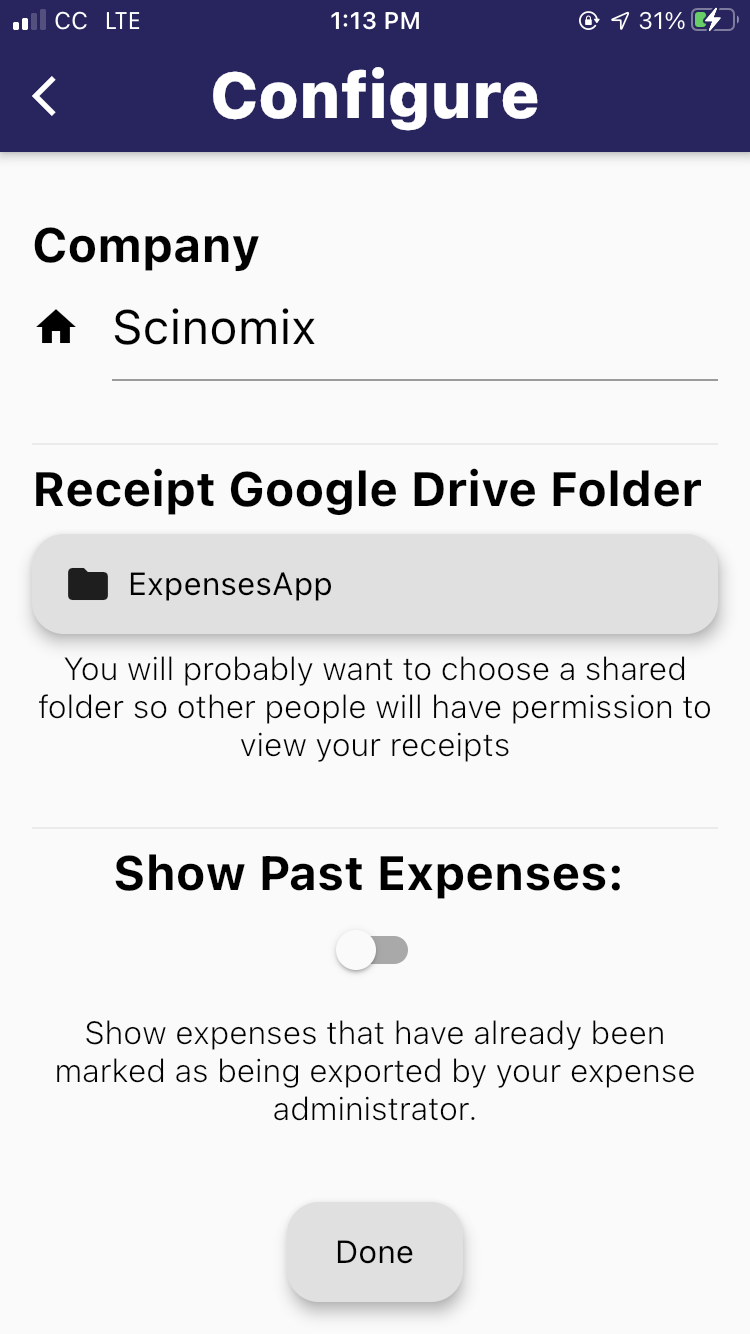 CC LTE 1:13 PM 31%
Configure
Company
Scinomix
Receipt Google Drive Folder
ExpensesApp
You will probably want to choose a shared
folder so other people will have permission to
view your receipts
Show Past Expenses:
Show expenses that have already been
marked as being exported by your expense
administrator.
Done